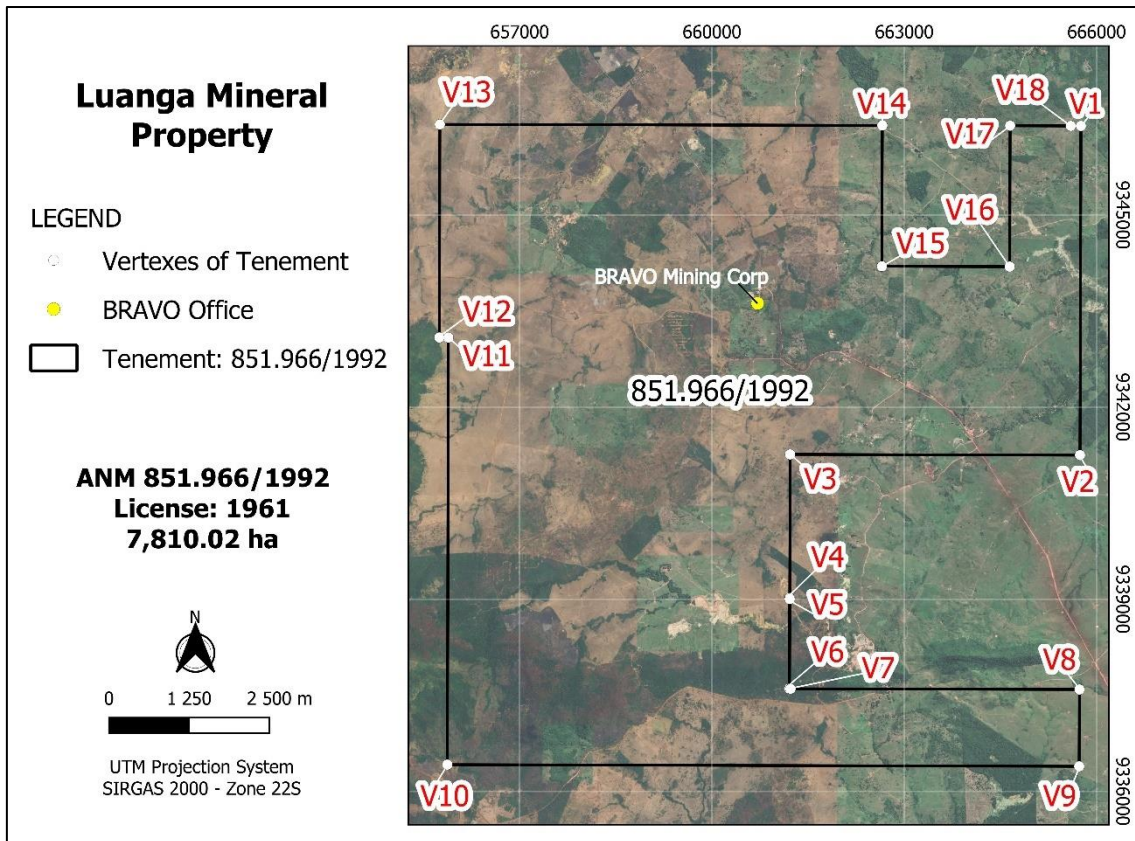 Luanga Mineral
Property
LEGEND
Vertexes of Tenement
BRAVO Office
Tenement: 851.966/1992
ANM 851.966/1992
License: 1961
7,810.02 ha
N
0 1 250 2 500 m
UTM Projection System
SIRGAS 2000 - Zone 22S
657000 660000 663000 666000
V13 V14 V18 V1
V17
V16
V15
9345000
BRAVO Mining Corp
V12
V11
851.966/1992
9342000
V3 V2
V4
V5
9339000
V6 V7 V8
V10 V9
9336000